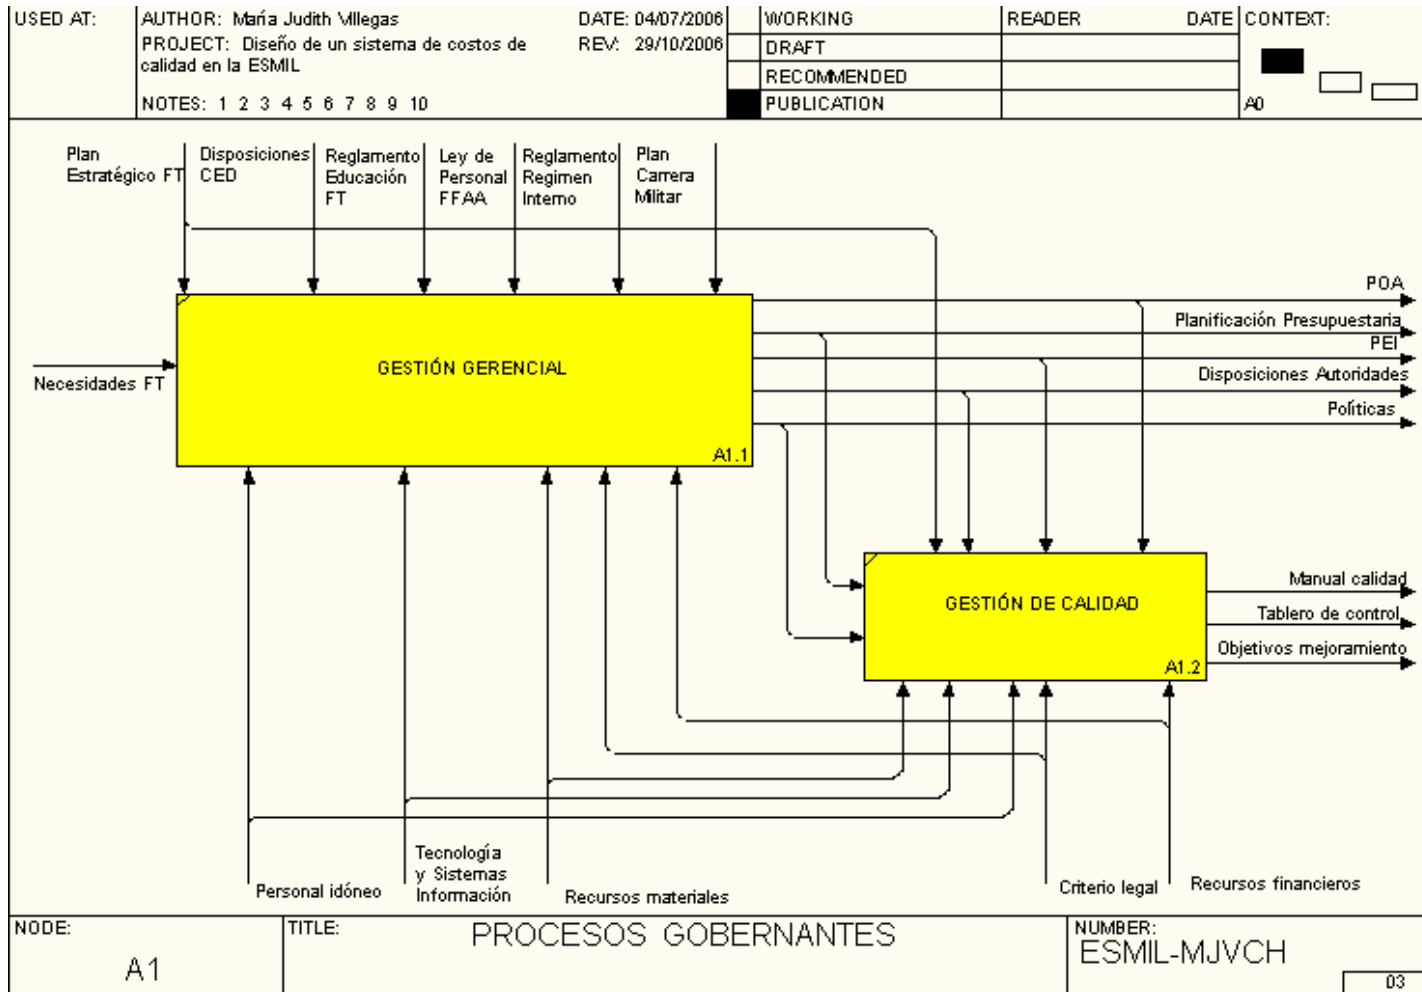 USED AT:
AUTHOR: María Judith Villegas
DATE: 04/07/2006
PROJECT: Diseño de un sistema de costos de
calidad en la ESMIL
REV: 29/10/2006
NOTES: 1 2 3 4 5 6 7 8 9 10
WORKING
DRAFT
RECOMMENDED
PUBLICATION
READER
DATE
CONTEXT:
A0
Plan
Estratégico FT
Disposiciones
CED
Reglamento
Educación
FT
Ley de
Personal
FFAA
Reglamento
Regimen
Interno
Plan
Carrera
Militar
Necesidades FT
GESTIÓN GERENCIAL
A1.1
POA
Planificación Presupuestaria
PEI
Disposiciones Autoridades
Políticas
GESTIÓN DE CALIDAD
A1.2
Manual calidad
Tablero de control
Objetivos mejoramiento
Personal idóneo
Tecnología
y Sistemas
Información
Recursos materiales
Criterio legal
Recursos financieros
NODE:
A1
TITLE:
PROCESOS GOBERNANTES
NUMBER:
ESMIL-MJVCH
03